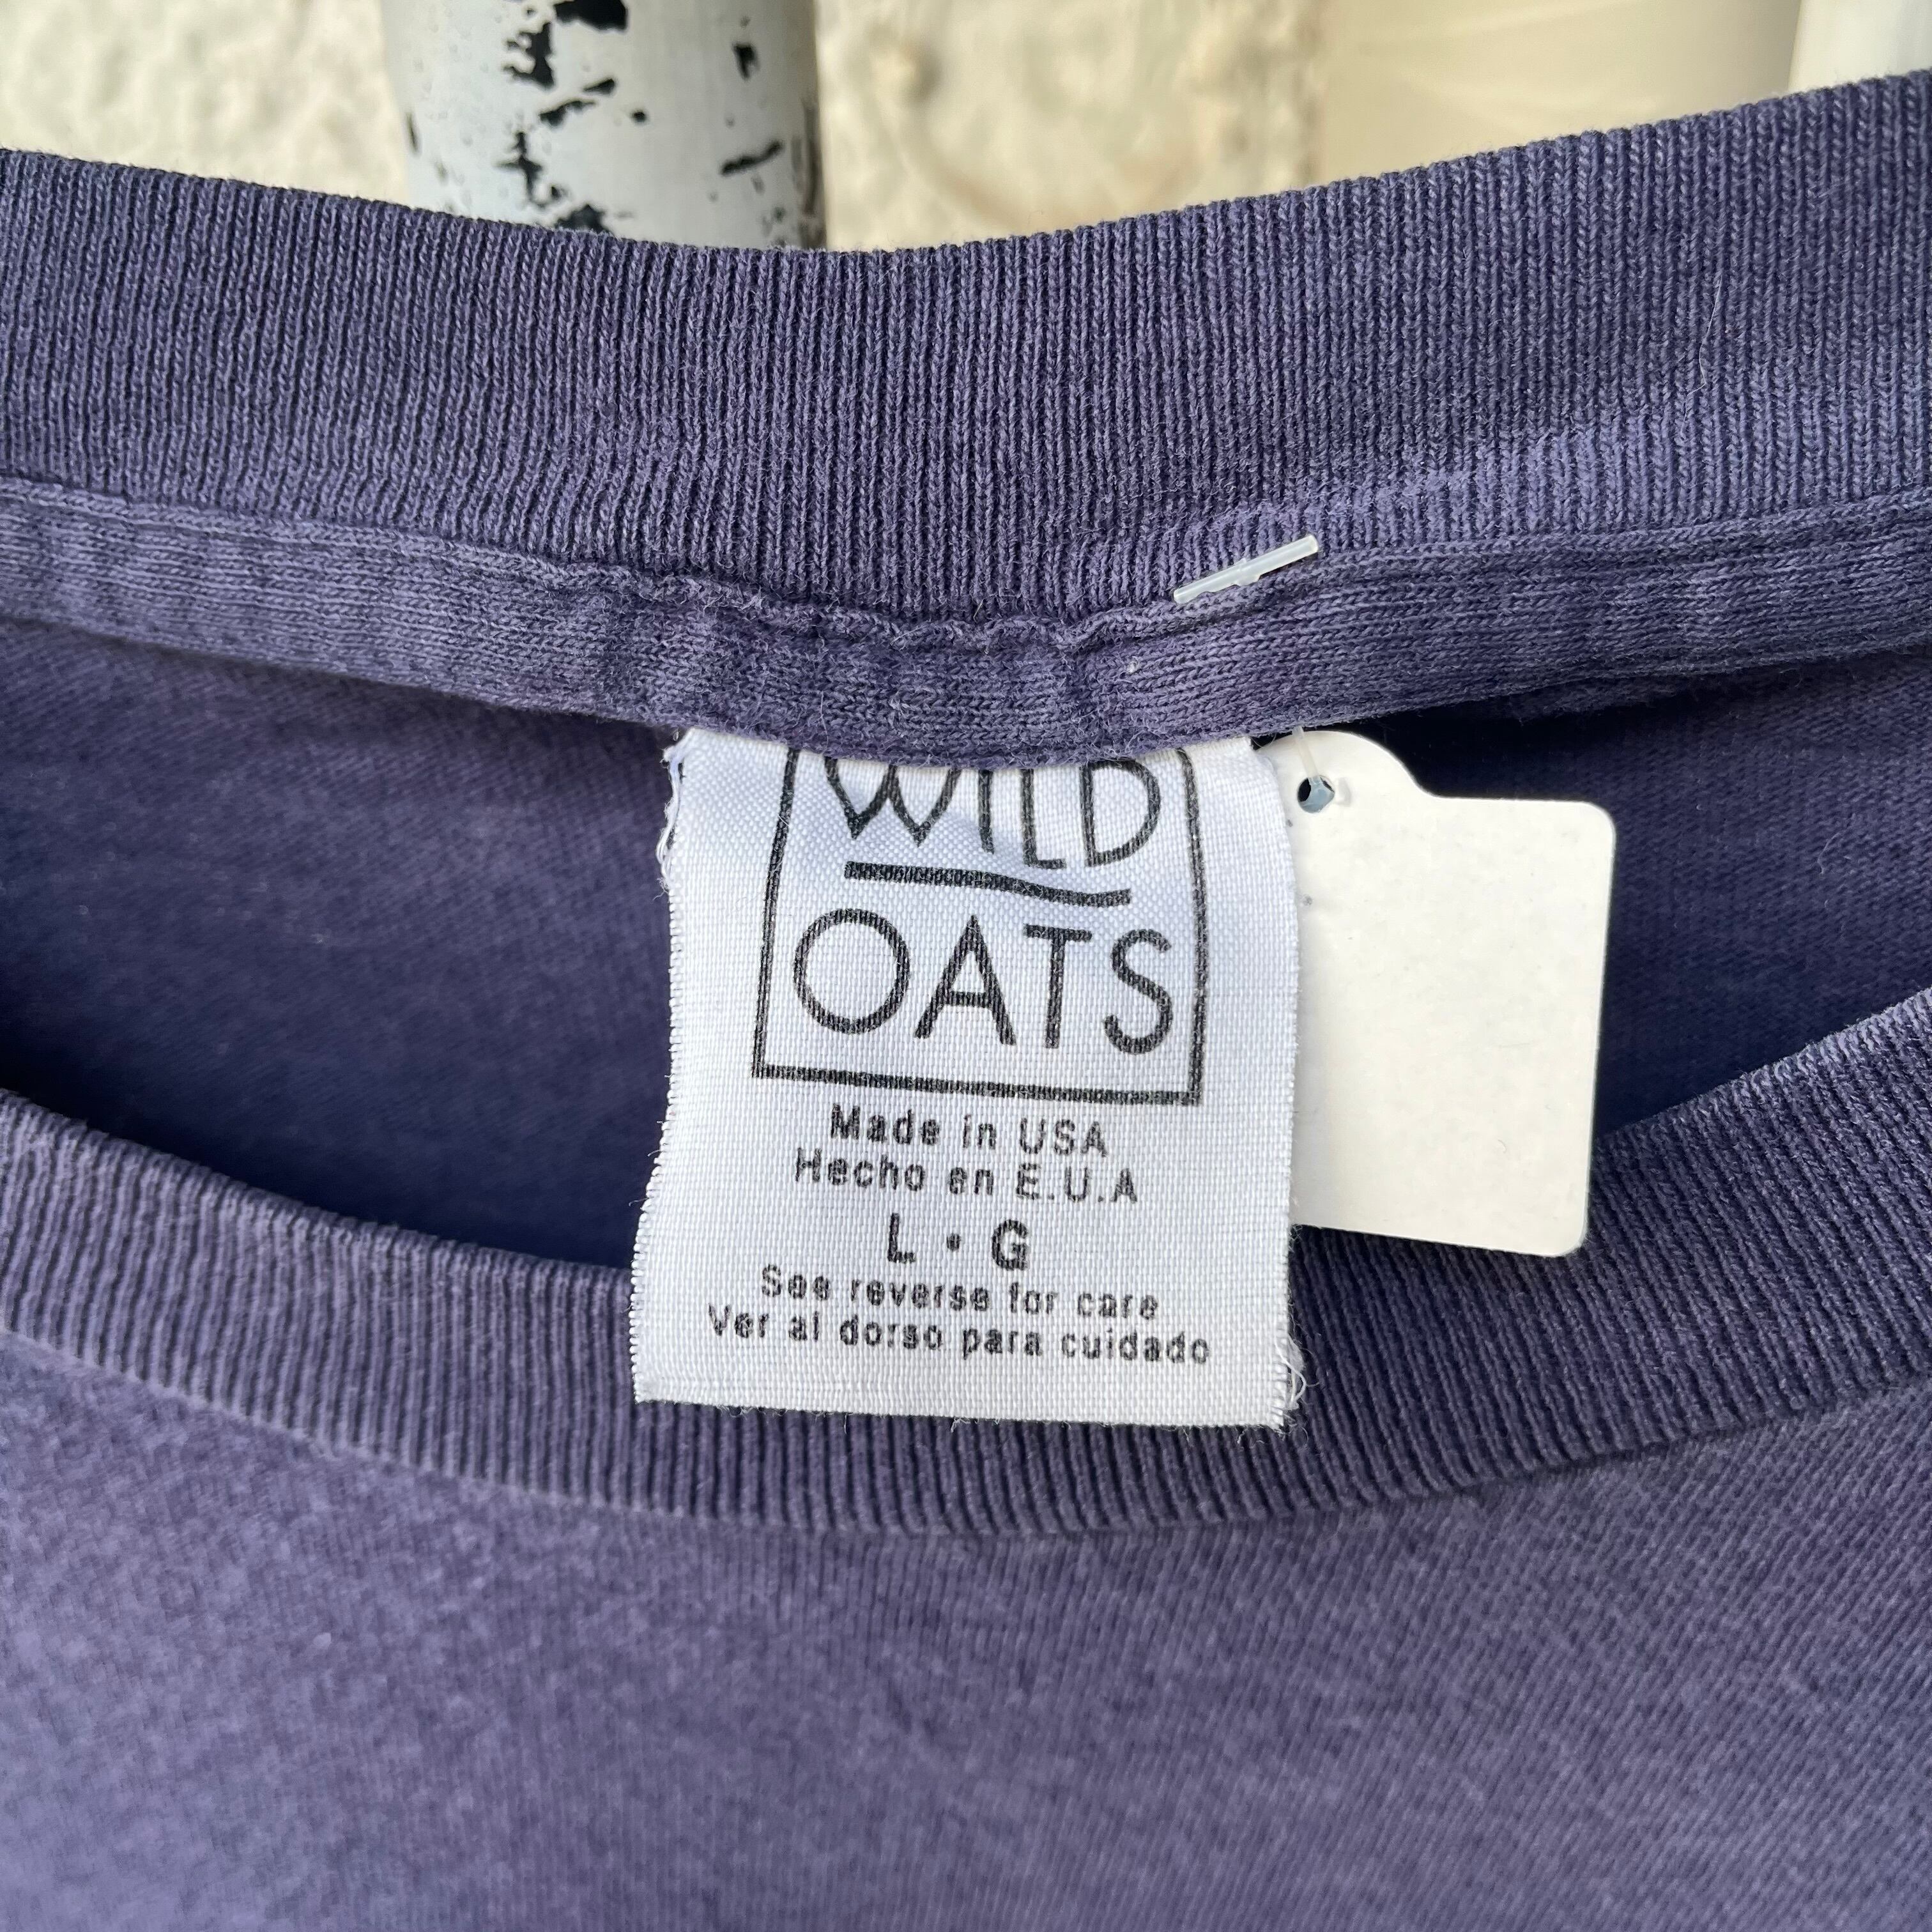 WILD
OATS
Made in USA
Hecho en E.U.A
L • G
See reverse for care
Ver al dorso para cuidado